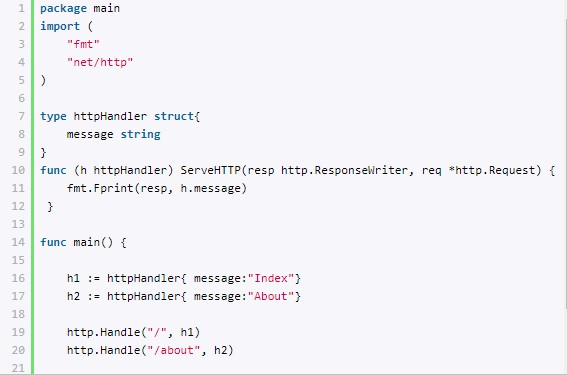 1 package main
2 import (
3     "fmt"
4     "net/http"
5 )
6
7 type httpHandler struct{
8     message string
9 }
10 func (h httpHandler) ServeHTTP(resp http.ResponseWriter, req *http.Request) {
11     fmt.Fprint(resp, h.message)
12  }
13
14 func main() {
15
16     h1 := httpHandler{ message:"Index"}
17     h2 := httpHandler{ message:"About"}
18
19     http.Handle("/", h1)
20     http.Handle("/about", h2)
21